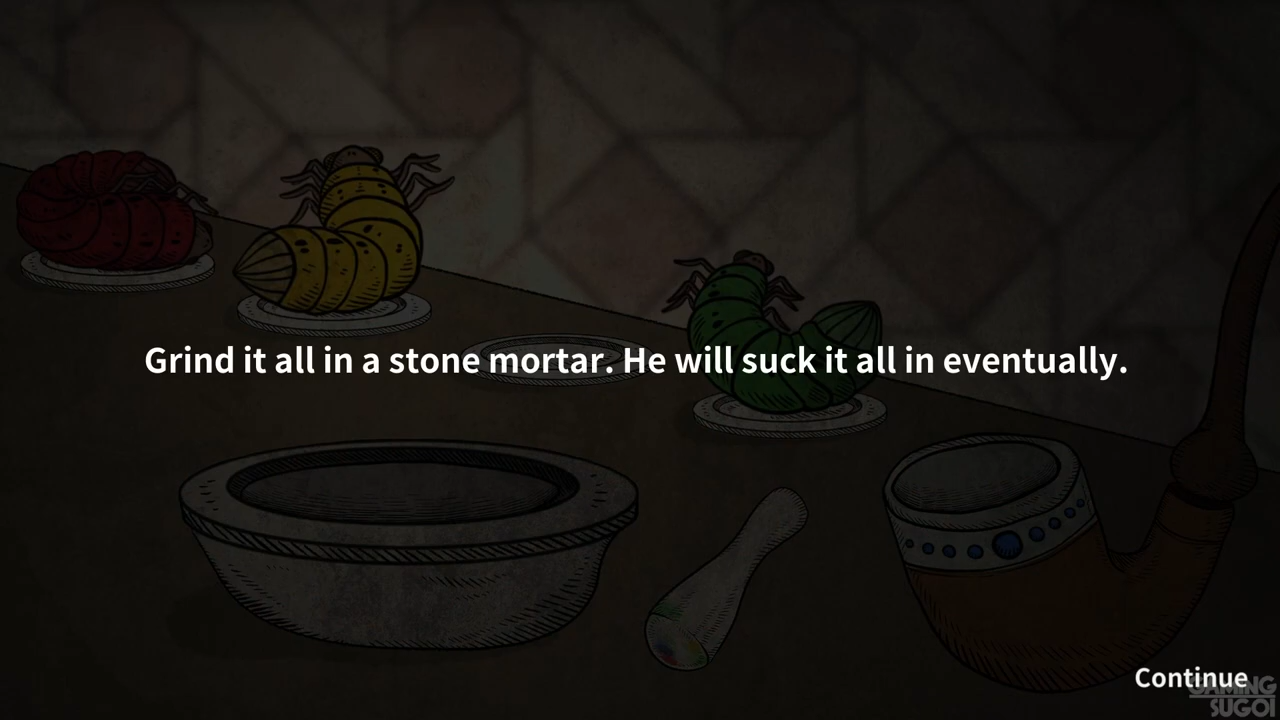 Grind it all in a stone mortar. He will suck it all in eventually.
Continue
GAMING
SUGOI